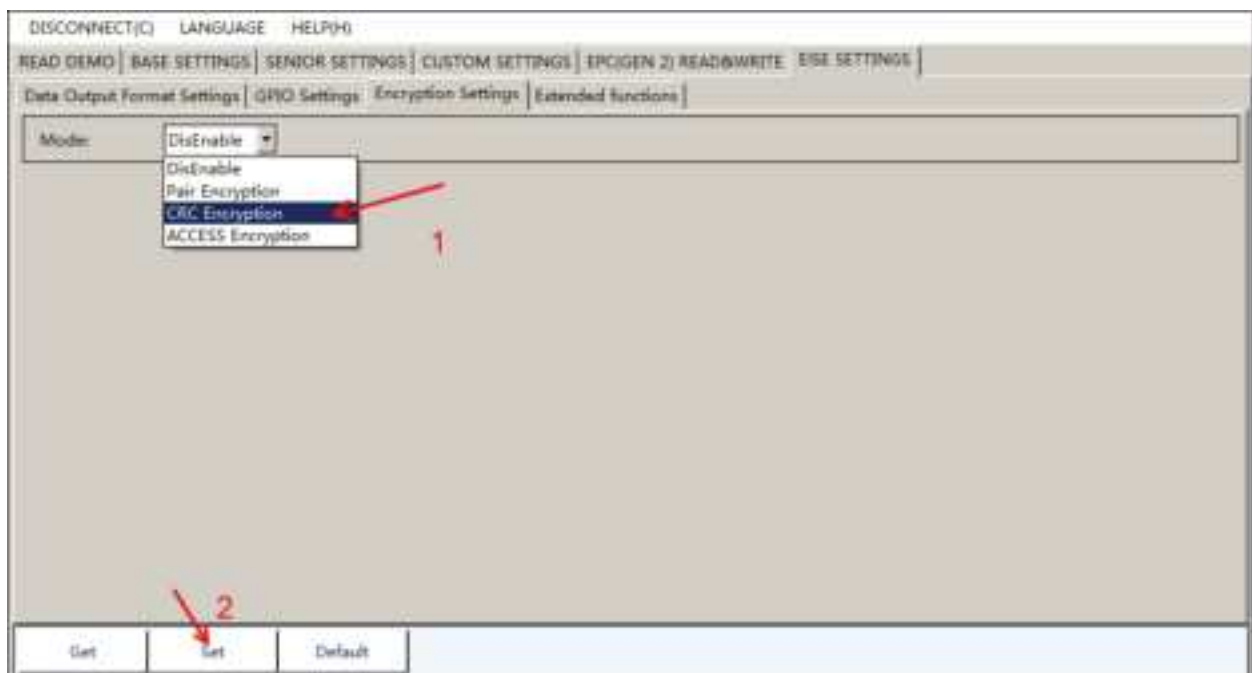 DISCONNECT(C) LANGUAGE HELP(H)
READ DEMO BASE SETTINGS SENIOR SETTINGS CUSTOM SETTINGS EPC(GEN 2) READ&WRITE ElSE SETTINGS
Data Output Format Settings GPIO Settings Encryption Settings Extended functions
Mode: DisEnable
DisEnable
Pair Encryption
CRC Encryption
ACCESS Encryption
1
2
Get Set Default